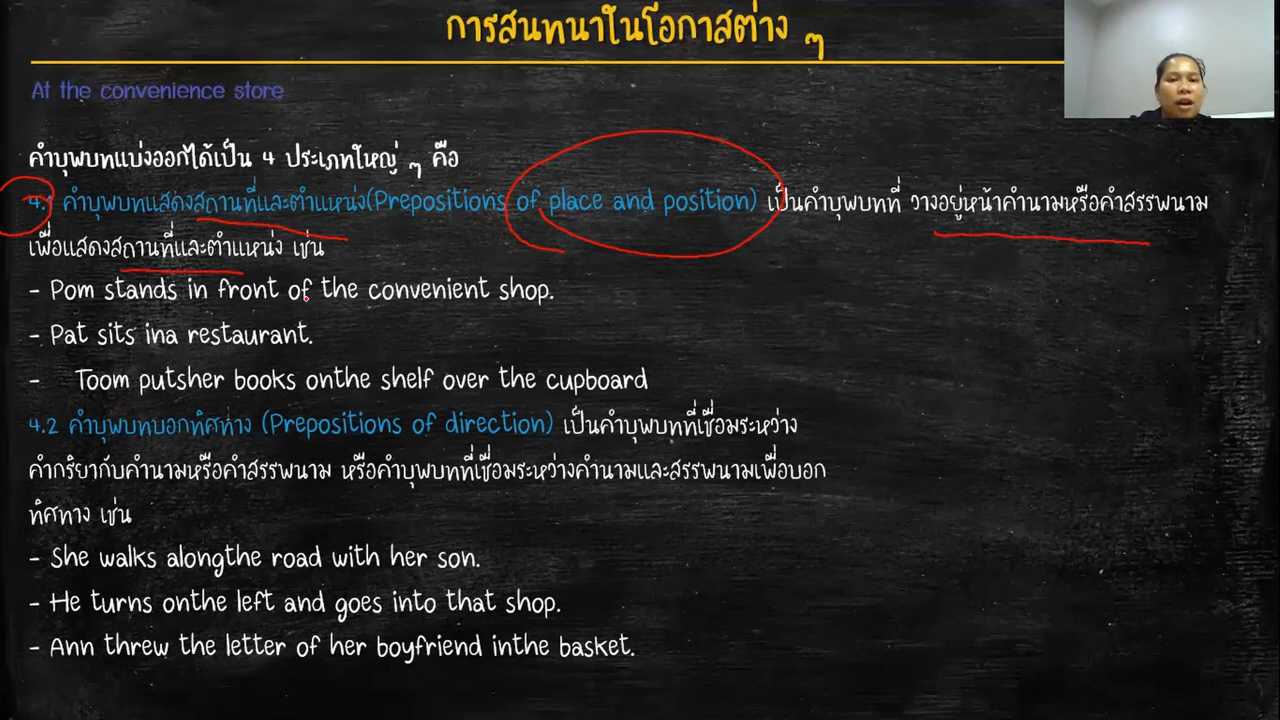 การสนทนาในโอกาสต่าง ๆ
At the convenience store
คำบุพบทแบ่งออกได้เป็น 4 ประเภทใหญ่ ๆ คือ
4.1 คำบุพบทแสดงสถานที่และตำแหน่ง(Prepositions of place and position) เป็นคำบุพบทที่ วางอยู่หน้าคำนามหรือคำสรรพนาม
เพื่อแสดงสถานที่และตำแหน่ง เช่น
- Pom stands in front of the convenient shop.
- Pat sits ina restaurant.
- Toom putsher books onthe shelf over the cupboard
4.2 คำบุพบทบอกทิศทาง (Prepositions of direction) เป็นคำบุพบทที่เชื่อมระหว่าง
คำกริยากับคำนามหรือคำสรรพนาม หรือคำบุพบทที่เชื่อมระหว่างคำนามและสรรพนามเพื่อบอก
ทิศทาง เช่น
- She walks alongthe road with her son.
- He turns onthe left and goes into that shop.
- Ann threw the letter of her boyfriend inthe basket.